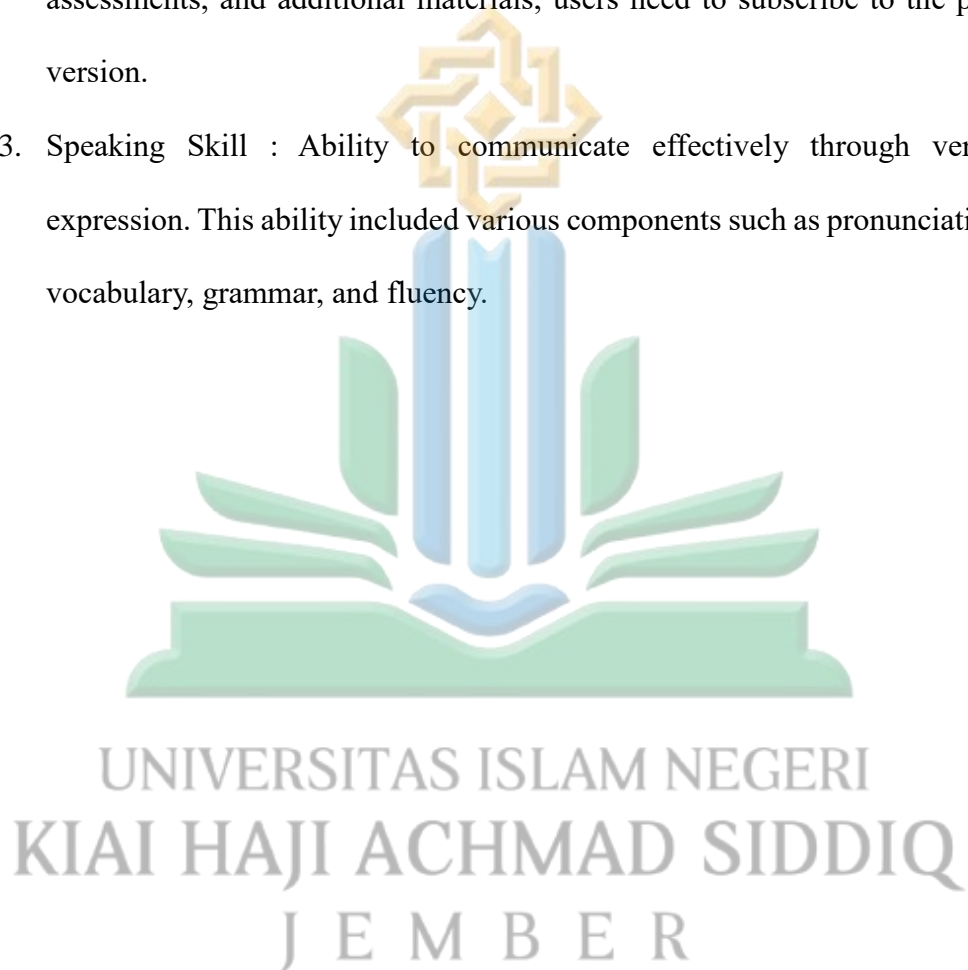 assessments, and additional materials, users need to subscribe to the
version.
3. Speaking Skill : Ability to communicate effectively through
expression. This ability included various components such as
vocabulary, grammar, and fluency.
UNIVERSITAS ISLAM NEGERI
KIAI HAJI ACHMAD SIDDIQ
JEMBER